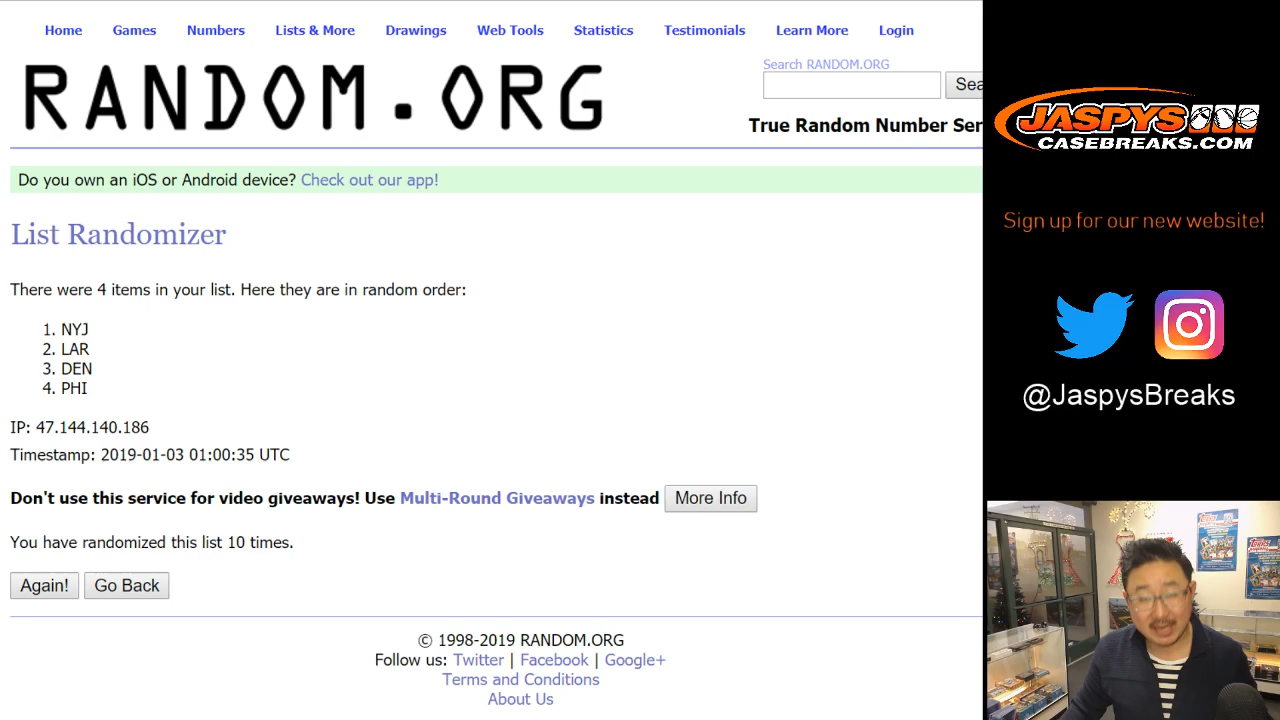 Home Games Numbers Lists & More Drawings Web Tools Statistics Testimonials Learn More Login
RANDOM.ORG
Search RANDOM.ORG
Sea
True Random Number Ser
Do you own an iOS or Android device? Check out our app!
List Randomizer
There were 4 items in your list. Here they are in random order:
1. NYJ
2. LAR
3. DEN
4. PHI
IP: 47.144.140.186
Timestamp: 2019-01-03 01:00:35 UTC
Don't use this service for video giveaways! Use Multi-Round Giveaways instead More Info
You have randomized this list 10 times.
Again! Go Back
© 1998-2019 RANDOM.ORG
Follow us: Twitter | Facebook | Google+
Terms and Conditions
About Us
JASPYS
CASEBREAKS.COM
Sign up for our new website!
@JaspysBreaks
Topps
Topps